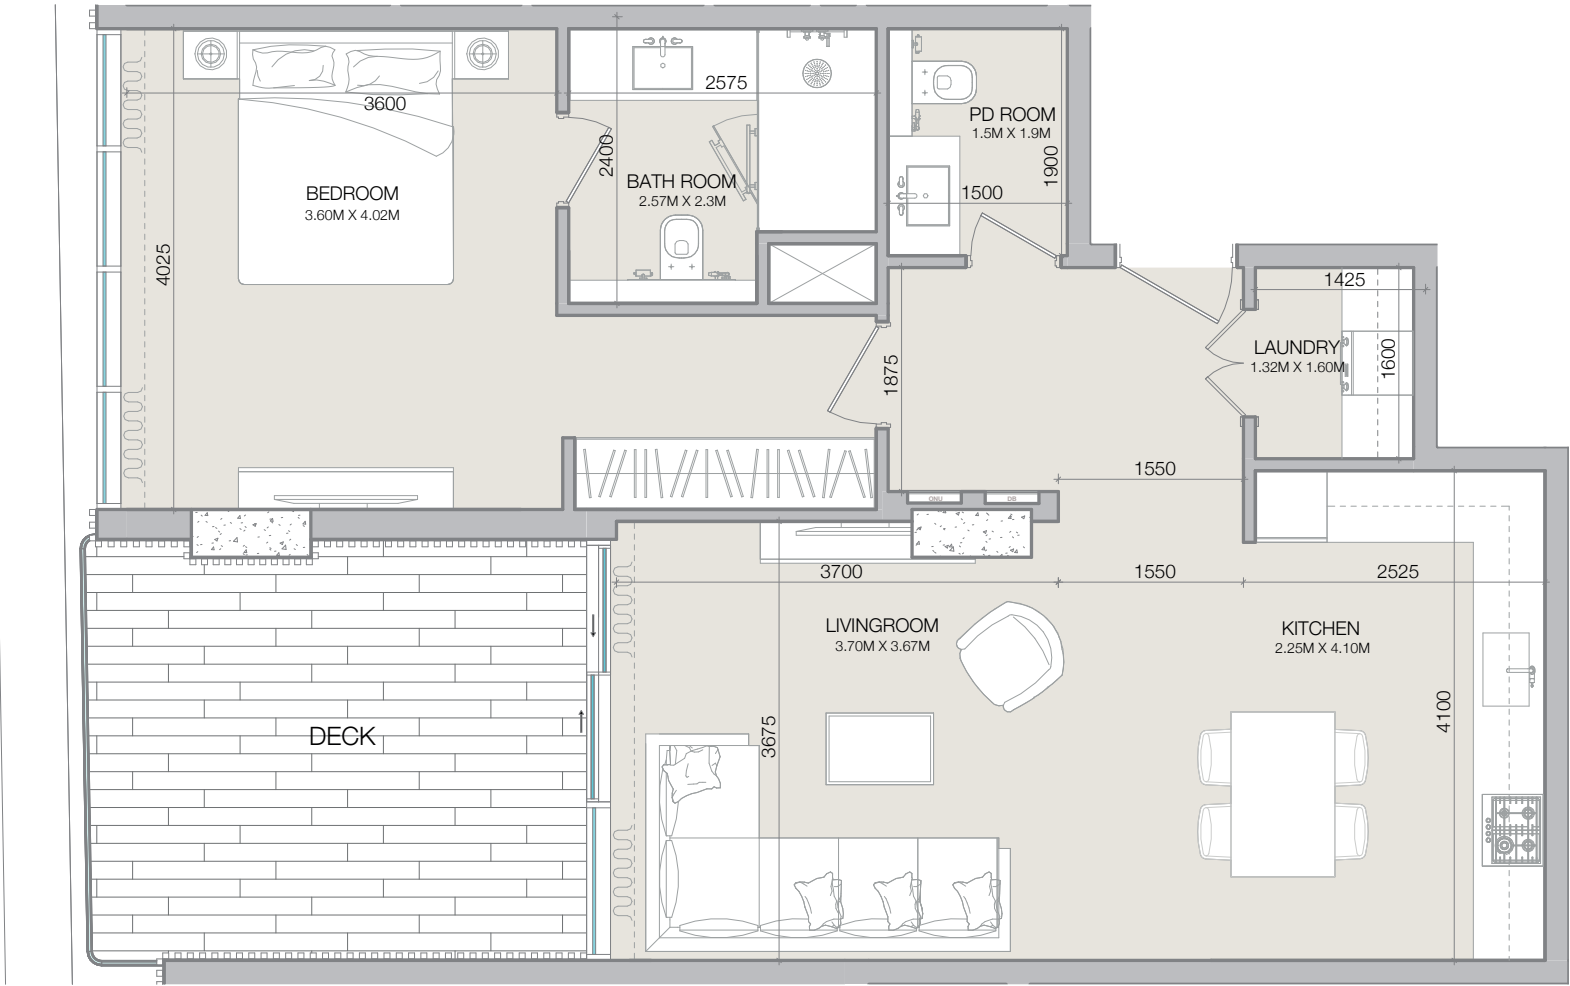 2575
3600
PD ROOM
1.5M X 1.9M
2400
1900
BATH ROOM
2.57M X 2.3M
BEDROOM
3.60M X 4.02M
1500
4025
1425
LAUNDRY
1.32M X 1.60M
1600
1875
1550
ONU
DB
3700
1550
2525
LIVINGROOM
3.70M X 3.67M
KITCHEN
2.25M X 4.10M
DECK
3675
4100